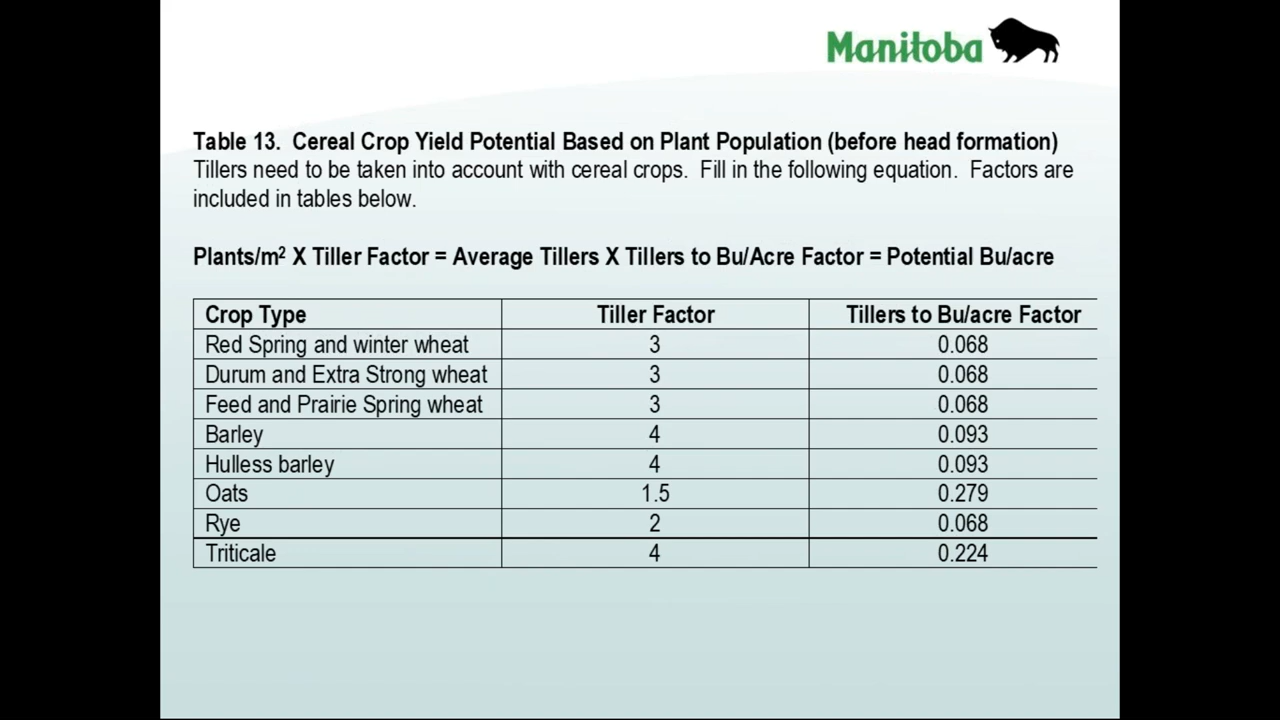 Manitoba
Table 13. Cereal Crop Yield Potential Based on Plant Population (before head formation)
Tillers need to be taken into account with cereal crops. Fill in the following equation. Factors are
included in tables below.
Plants/m² X Tiller Factor = Average Tillers X Tillers to Bu/Acre Factor = Potential Bu/acre
Crop Type Tiller Factor Tillers to Bu/acre Factor
Red Spring and winter wheat 3 0.068
Durum and Extra Strong wheat 3 0.068
Feed and Prairie Spring wheat 3 0.068
Barley 4 0.093
Hulless barley 4 0.093
Oats 1.5 0.279
Rye 2 0.068
Triticale 4 0.224